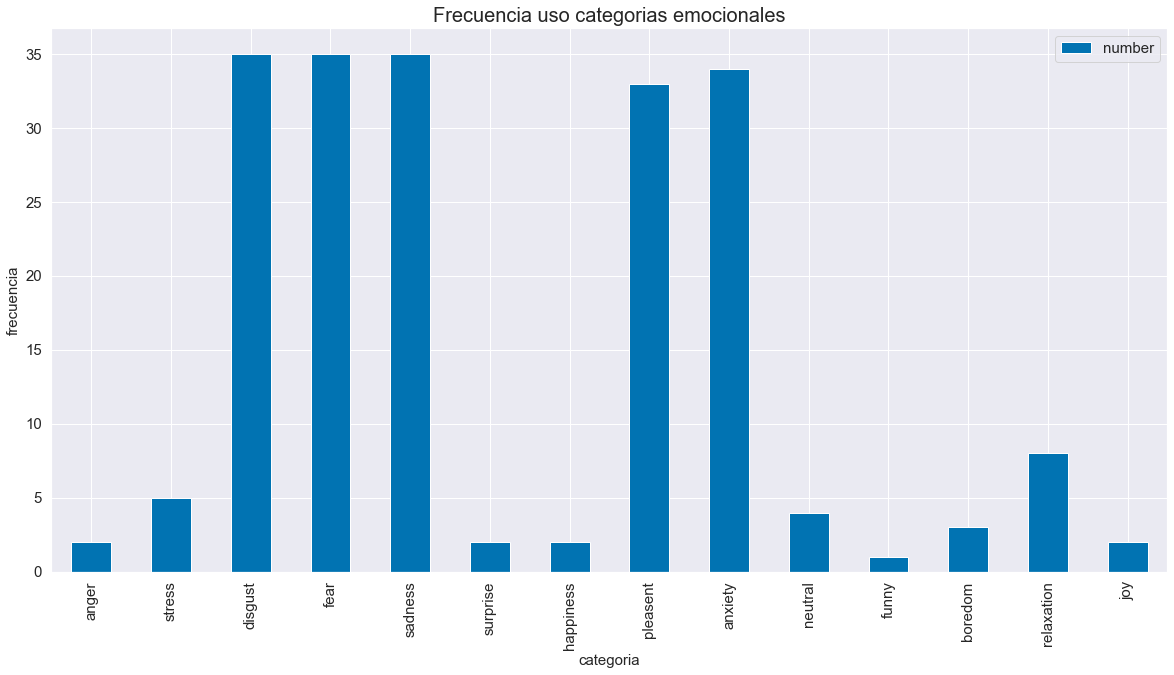 Frecuencia uso categorias emocionales
number
frecuencia
35
30
25
20
15
10
5
0
anger
stress
disgust
fear
sadness
surprise
happiness
pleasent
anxiety
neutral
funny
boredom
relaxation
joy
categoria